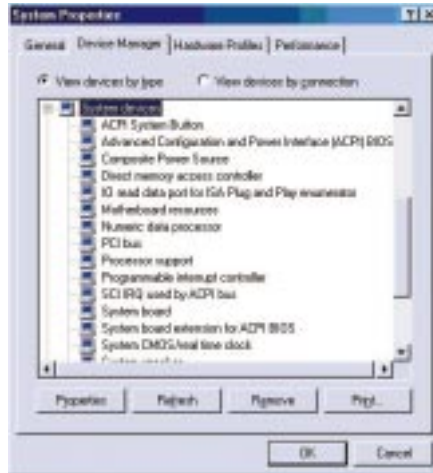 System Properties
General Device Manager Hardware Profiles Performance
View devices by type View devices by connection
System devices
ACPI System Button
Advanced Configuration and Power Interface (ACPI) BIOS
Composite Power Source
Direct memory access controller
IO read data port for ISA Plug and Play enumerator
Motherboard resources
Numeric data processor
PCI bus
Processor support
Programmable interrupt controller
SCI IRQ used by ACPI bus
System board
System board extension for ACPI BIOS
System CMOS/real time clock
Properties Refresh Remove Print...
OK Cancel